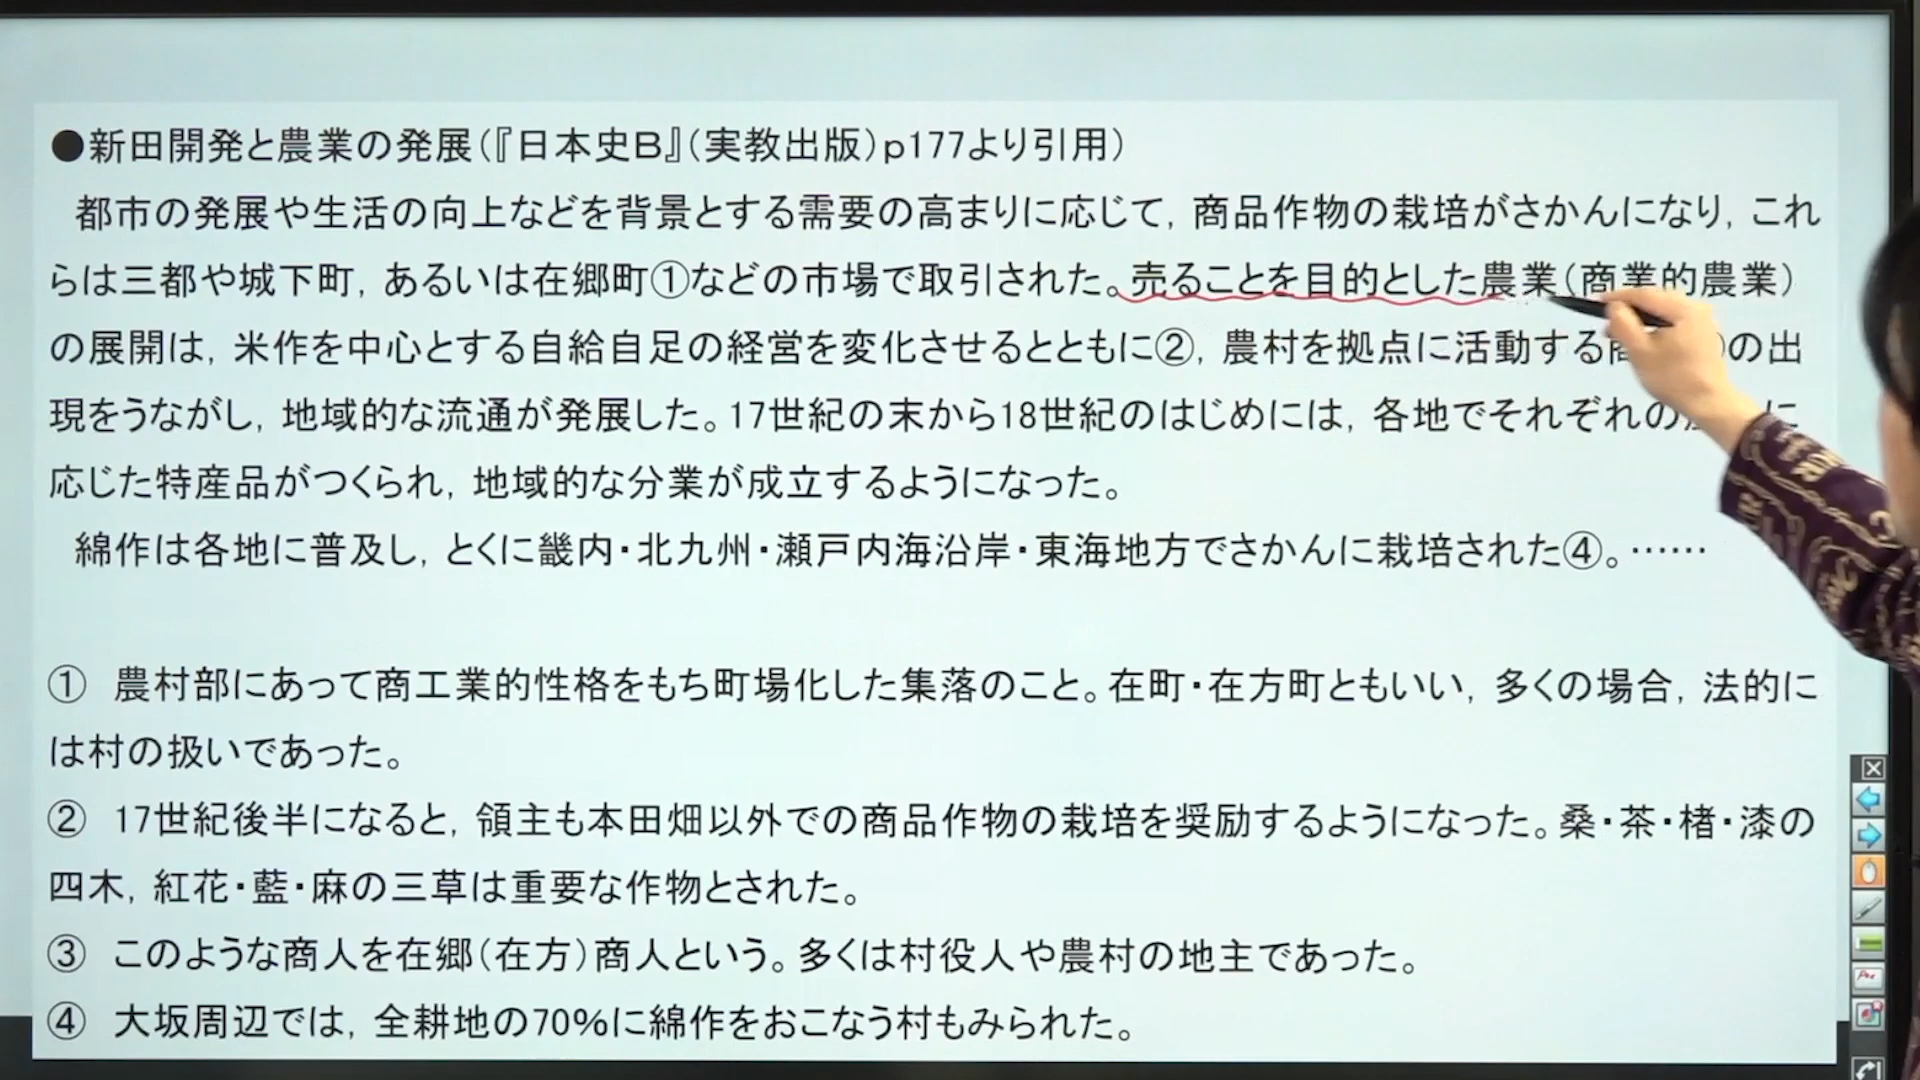 ●新田開発と農業の発展(『日本史B』(実教出版)p177より引用)
都市の発展や生活の向上などを背景とする需要の高まりに応じて,商品作物の栽培がさかんになり,これ
らは三都や城下町,あるいは在郷町①などの市場で取引された。売ることを目的とした農業(商業的農業)
の展開は,米作を中心とする自給自足の経営を変化させるとともに②,農村を拠点に活動する の出
現をうながし,地域的な流通が発展した。17世紀の末から18世紀のはじめには,各地でそれぞれの に
応じた特産品がつくられ,地域的な分業が成立するようになった。
綿作は各地に普及し,とくに畿内・北九州・瀬戸内海沿岸・東海地方でさかんに栽培された④。……
① 農村部にあって商工業的性格をもち町場化した集落のこと。在町・在方町ともいい,多くの場合,法的に
は村の扱いであった。
② 17世紀後半になると,領主も本田畑以外での商品作物の栽培を奨励するようになった。桑・茶・楮・漆の
四木,紅花・藍・麻の三草は重要な作物とされた。
③ このような商人を在郷(在方)商人という。多くは村役人や農村の地主であった。
④ 大坂周辺では,全耕地の70%に綿作をおこなう村もみられた。